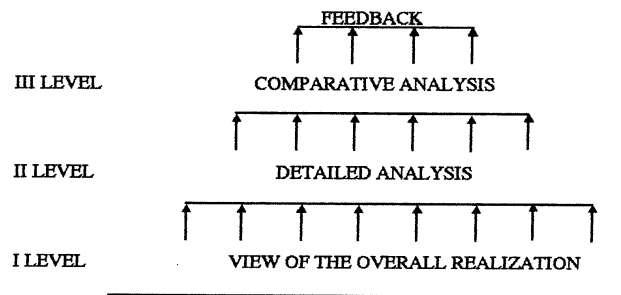 FEEDBACK
III LEVEL COMPARATIVE ANALYSIS
II LEVEL DETAILED ANALYSIS
I LEVEL VIEW OF THE OVERALL REALIZATION